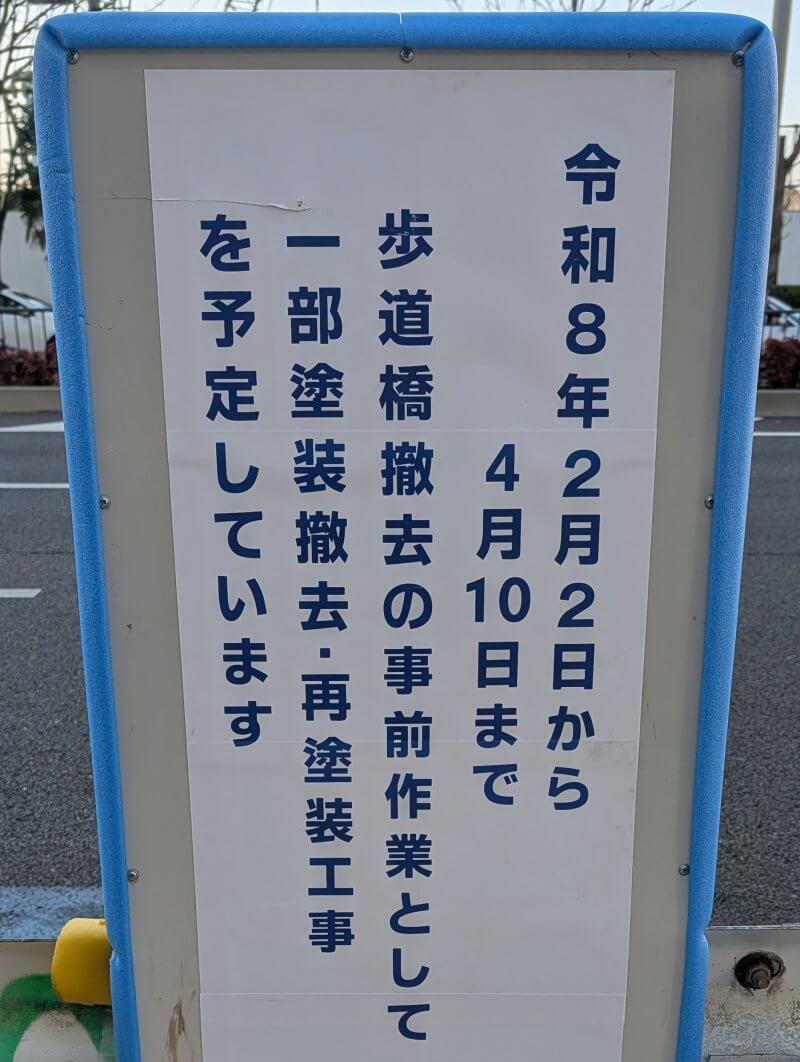 令和8年2月2日から
4月10日まで
歩道橋撤去の事前作業として
一部塗装撤去・再塗装工事
を予定しています